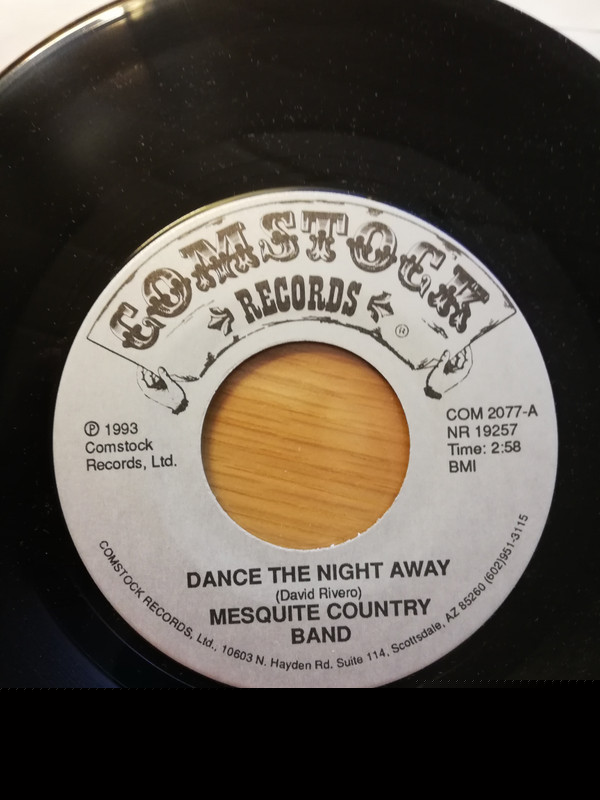 COMSTOCK
RECORDS
®
℗ 1993
Comstock
Records, Ltd.
COM 2077-A
NR 19257
Time: 2:58
BMI
DANCE THE NIGHT AWAY
(David Rivero)
MESQUITE COUNTRY
BAND
COMSTOCK RECORDS, Ltd., 10603 N. Hayden Rd. Suite 114, Scottsdale, AZ 85260 (602)951-3115